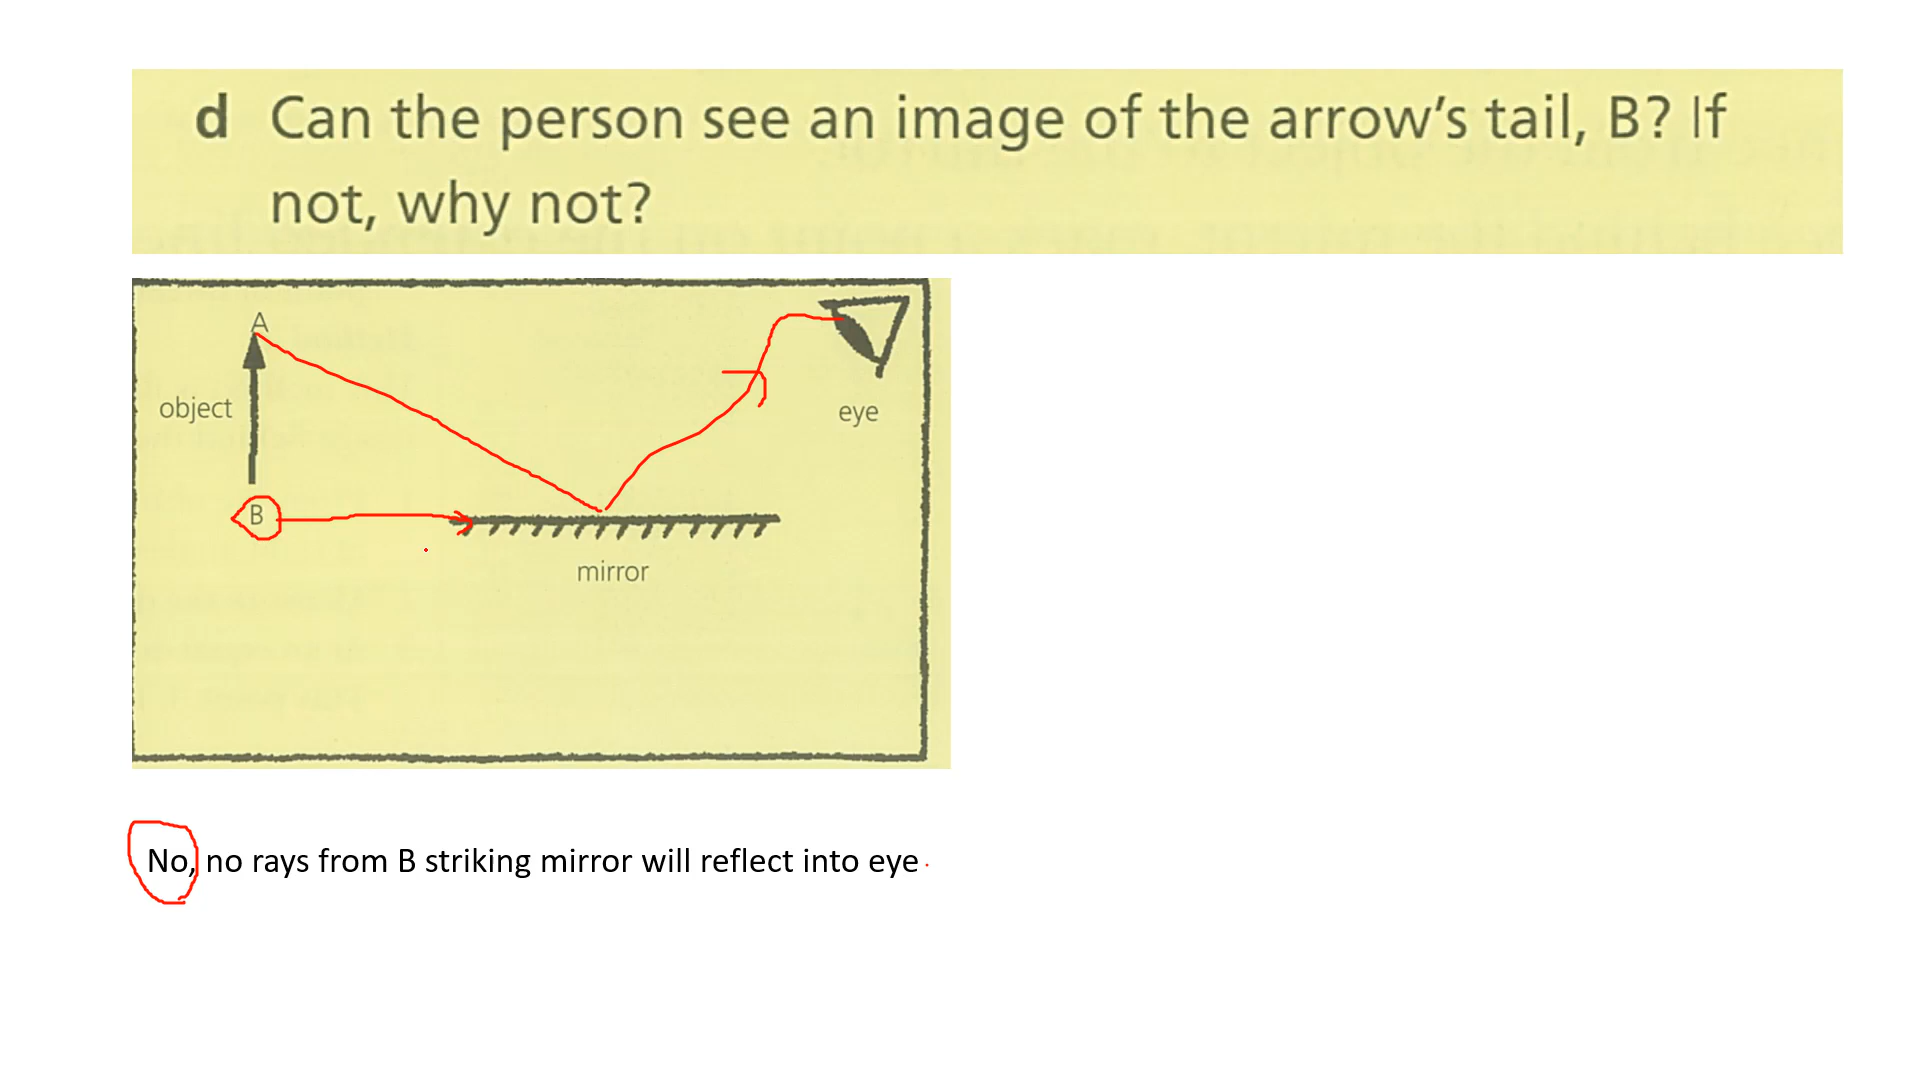 d Can the person see an image of the arrow's tail, B? If
not, why not?
A
object
eye
B
mirror
No, no rays from B striking mirror will reflect into eye